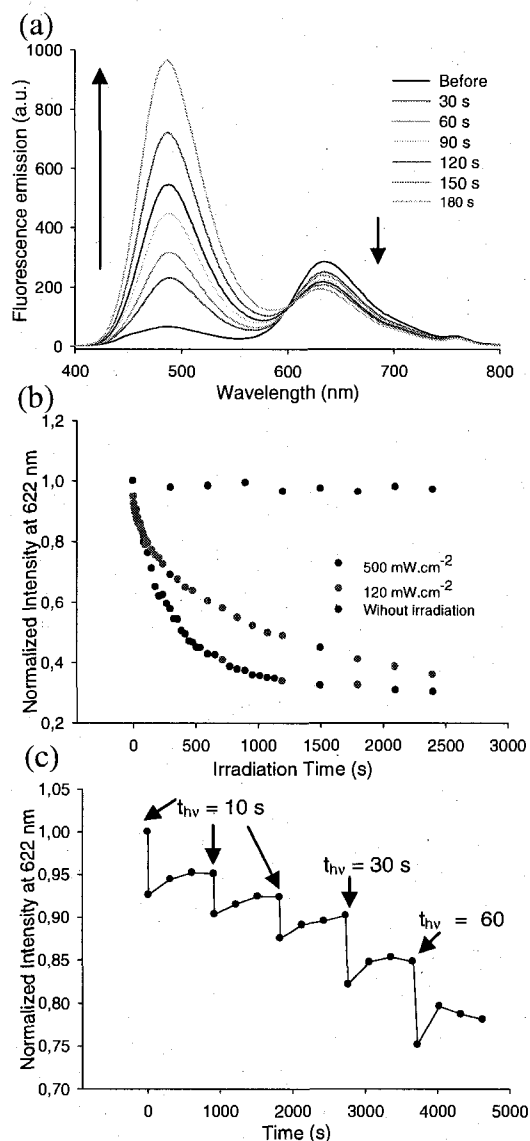 (a)
1000
800
600
400
200
0
Fluorescence emission (a.u.)
Before
30 s
60 s
90 s
120 s
150 s
180 s
400 500 600 700 800
Wavelength (nm)
(b)
1,2
1,0
0,8
0,6
0,4
0,2
Normalized Intensity at 622 nm
500 mW.cm-2
120 mW.cm-2
Without irradiation
0 500 1000 1500 2000 2500 3000
Irradiation Time (s)
(c)
1,05
1,00
0,95
0,90
0,85
0,80
0,75
0,70
Normalized Intensity at 622 nm
thν = 10 s
thν = 30 s
thν = 60
0 1000 2000 3000 4000 5000
Time (s)